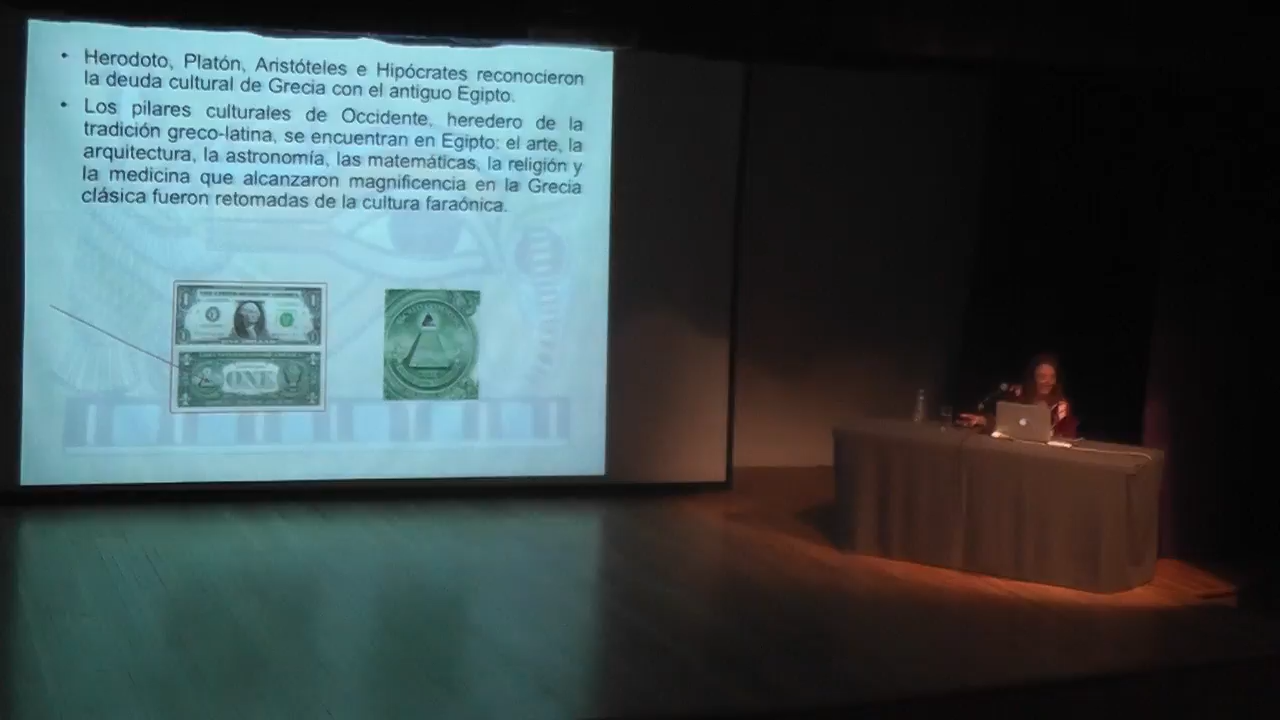 • Herodoto, Platón, Aristóteles e Hipócrates reconocieron
la deuda cultural de Grecia con el antiguo Egipto.
• Los pilares culturales de Occidente, heredero de la
tradición greco-latina, se encuentran en Egipto: el arte, la
arquitectura, la astronomía, las matemáticas, la religión y
la medicina que alcanzaron magnificencia en la Grecia
clásica fueron retomadas de la cultura faraónica.
ONE DOLLAR
ONE